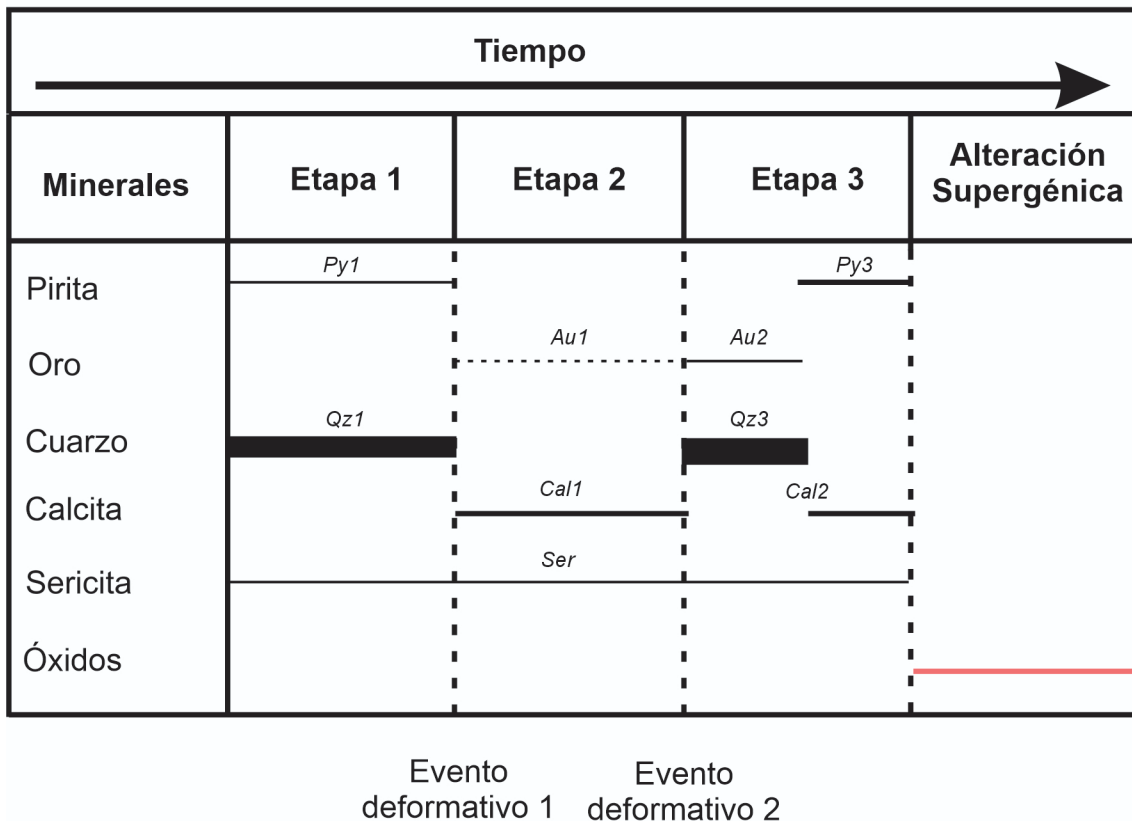 Tiempo
Minerales
Etapa 1
Etapa 2
Etapa 3
Alteración
Supergénica
Pirita
Py1
Py3
Oro
Au1
Au2
Cuarzo
Qz1
Qz3
Calcita
Cal1
Cal2
Sericita
Ser
Óxidos
Evento
deformativo 1
Evento
deformativo 2